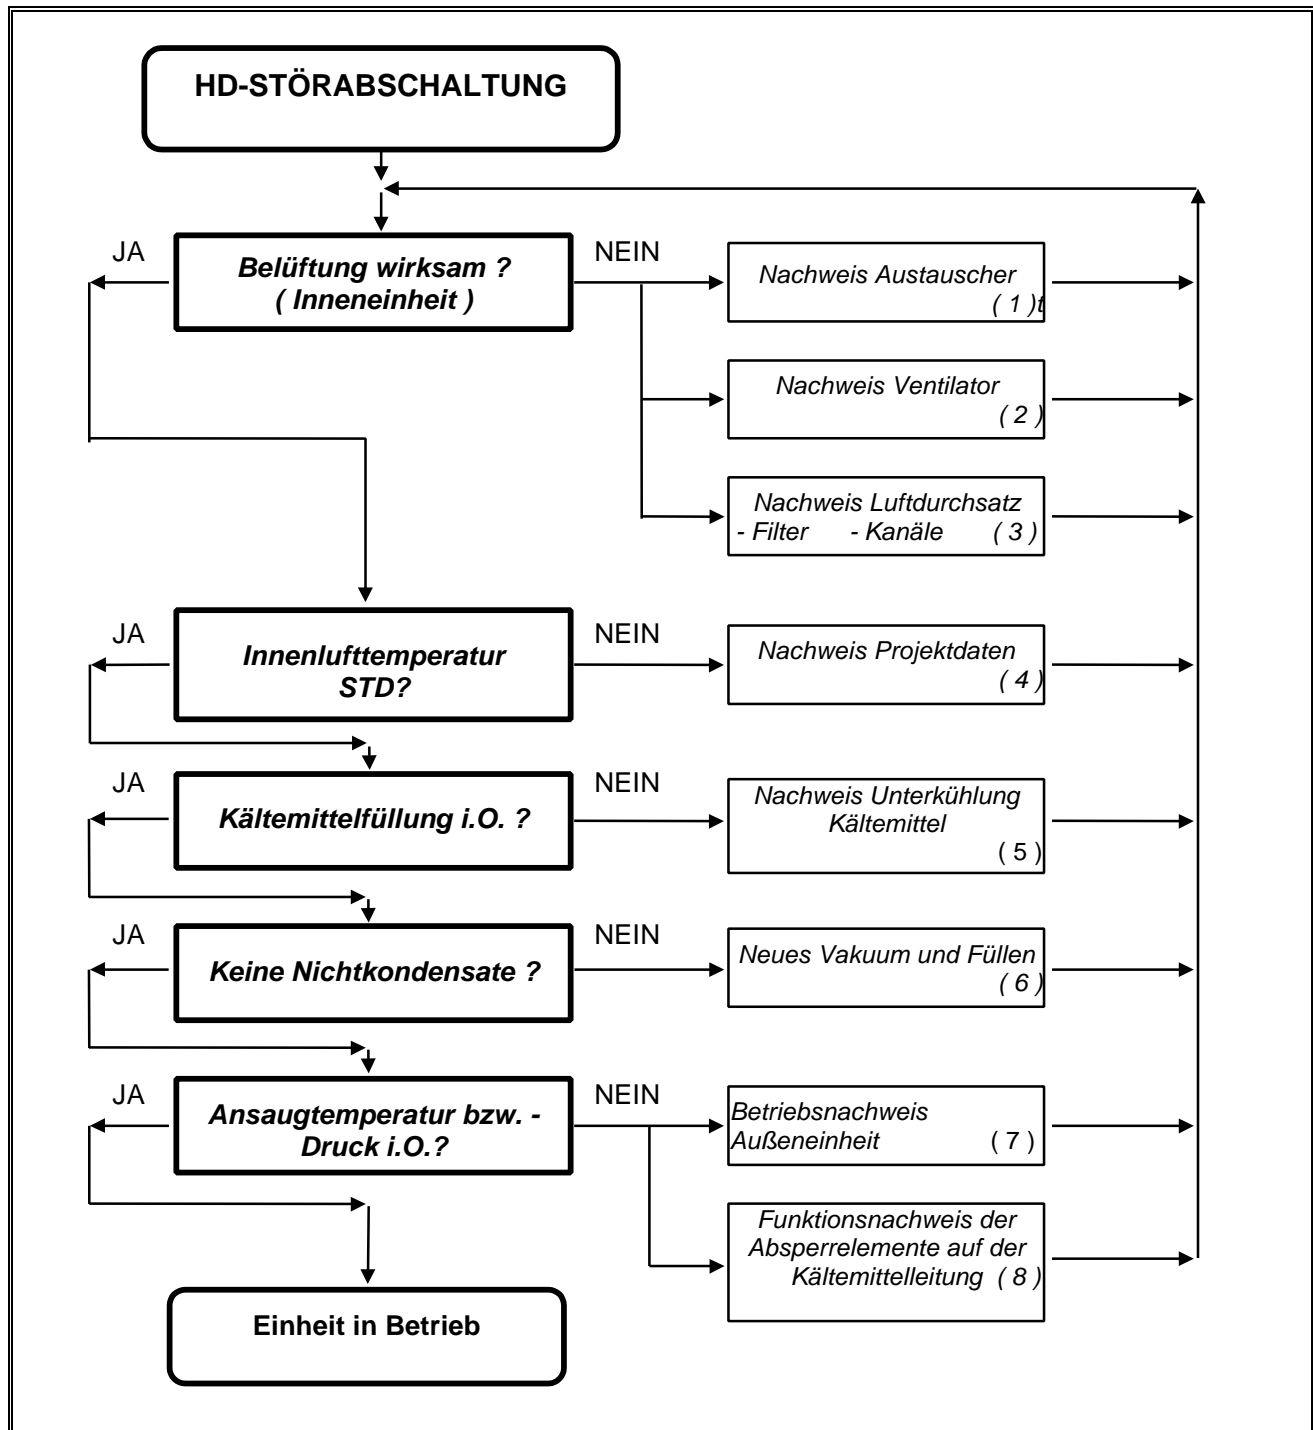 HD-STÖRABSCHALTUNG
JA
Belüftung wirksam ?
( Inneneinheit )
NEIN
Nachweis Austauscher
( 1 )t
Nachweis Ventilator
( 2 )
Nachweis Luftdurchsatz
- Filter - Kanäle ( 3 )
JA
Innenlufttemperatur
STD?
NEIN
Nachweis Projektdaten
( 4 )
JA
Kältemittelfüllung i.O. ?
NEIN
Nachweis Unterkühlung
Kältemittel
( 5 )
JA
Keine Nichtkondensate ?
NEIN
Neues Vakuum und Füllen
( 6 )
JA
Ansaugtemperatur bzw. -
Druck i.O.?
NEIN
Betriebsnachweis
Außeneinheit ( 7 )
Funktionsnachweis der
Absperrelemente auf der
Kältemittelleitung ( 8 )
Einheit in Betrieb